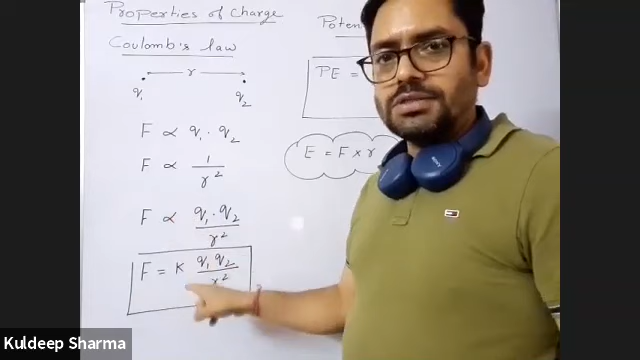 Properties of Charge
Coulomb's law
r
q₁
q₂
F ∝ q₁ · q₂
F ∝ 1/r²
F ∝ q₁ · q₂/r²
F = K q₁ q₂/r²
PE =
E = F × r
SONY
Kuldeep Sharma